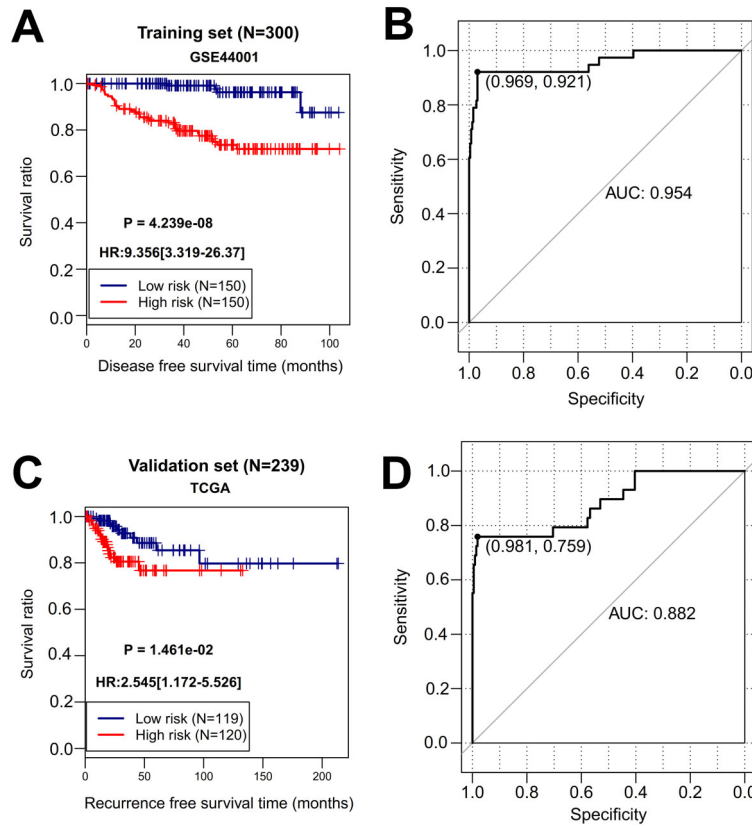 A
Training set (N=300)
GSE44001
Survival ratio
1.0
0.8
0.6
0.4
0.2
0.0
P = 4.239e-08
HR:9.356[3.319-26.37]
Low risk (N=150)
High risk (N=150)
0 20 40 60 80 100
Disease free survival time (months)
B
Sensitivity
1.0
0.8
0.6
0.4
0.2
0.0
(0.969, 0.921)
AUC: 0.954
1.0 0.8 0.6 0.4 0.2 0.0
Specificity
C
Validation set (N=239)
TCGA
Survival ratio
1.0
0.8
0.6
0.4
0.2
0.0
P = 1.461e-02
HR:2.545[1.172-5.526]
Low risk (N=119)
High risk (N=120)
0 50 100 150 200
Recurrence free survival time (months)
D
Sensitivity
1.0
0.8
0.6
0.4
0.2
0.0
(0.981, 0.759)
AUC: 0.882
1.0 0.8 0.6 0.4 0.2 0.0
Specificity